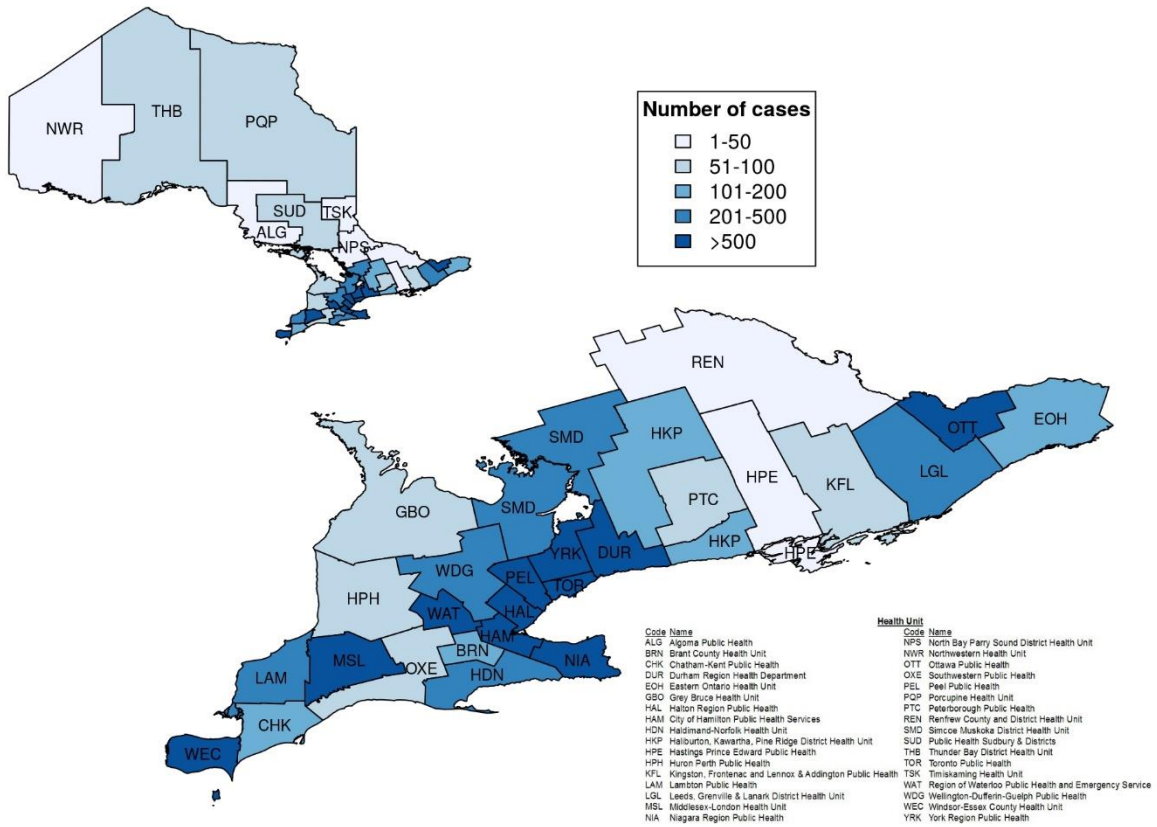 NWR
THB
PQP
SUD
TSK
ALG
NPS
Number of cases
1-50
51-100
101-200
201-500
>500
REN
SMD
HKP
OTT
EOH
HPE
LGL
KFL
PTC
GBO
SMD
HKP
HPE
YRK
DUR
WDG
PEL
TOR
HPH
WAT
HAL
HAM
MSL
OXE
BRN
NIA
LAM
HDN
CHK
WEC
Health Unit
Code Name
ALG Algoma Public Health
BRN Brant County Health Unit
CHK Chatham-Kent Public Health
DUR Durham Region Health Department
EOH Eastern Ontario Health Unit
GBO Grey Bruce Health Unit
HAL Halton Region Public Health
HAM City of Hamilton Public Health Services
HDN Haldimand-Norfolk Health Unit
HKP Haliburton, Kawartha, Pine Ridge District Health Unit
HPE Hastings Prince Edward Public Health
HPH Huron Perth Public Health
KFL Kingston, Frontenac and Lennox & Addington Public Health
LAM Lambton Public Health
LGL Leeds, Grenville & Lanark District Health Unit
MSL Middlesex-London Health Unit
NIA Niagara Region Public Health
Code Name
NPS North Bay Parry Sound District Health Unit
NWR Northwestern Health Unit
OTT Ottawa Public Health
OXE Southwestern Public Health
PEL Peel Public Health
PQP Porcupine Health Unit
PTC Peterborough Public Health
REN Renfrew County and District Health Unit
SMD Simcoe Muskoka District Health Unit
SUD Public Health Sudbury & Districts
THB Thunder Bay District Health Unit
TOR Toronto Public Health
TSK Timiskaming Health Unit
WAT Region of Waterloo Public Health and Emergency Service
WDG Wellington-Dufferin-Guelph Public Health
WEC Windsor-Essex County Health Unit
YRK York Region Public Health